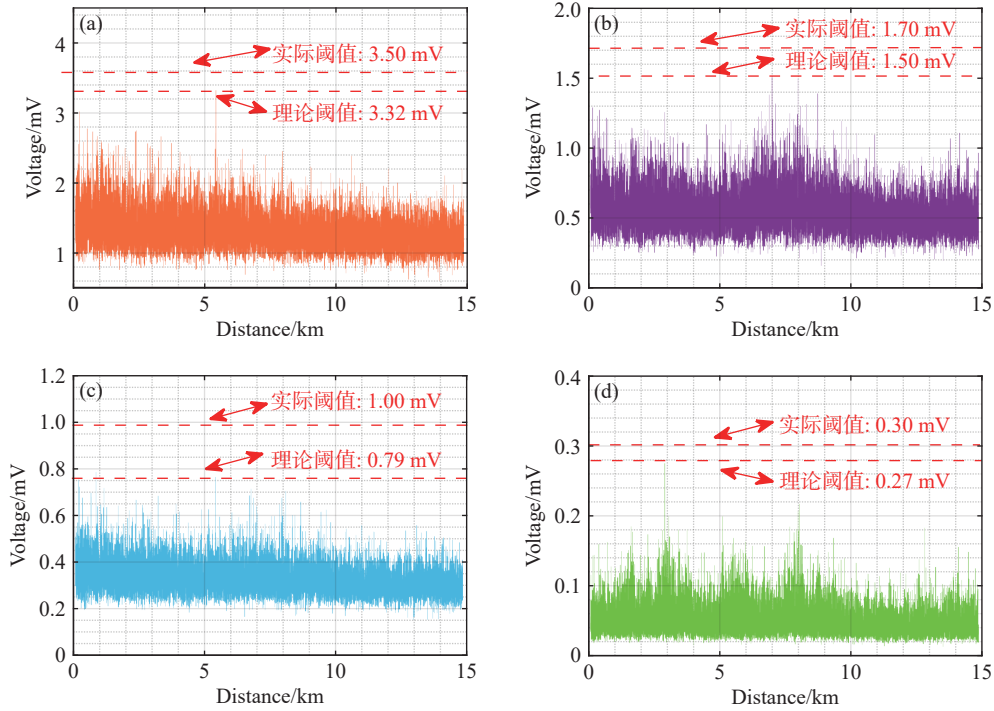 (a)
实际阈值: 3.50 mV
理论阈值: 3.32 mV
4
3
2
1
Voltage/mV
0 5 10 15
Distance/km
(b)
实际阈值: 1.70 mV
理论阈值: 1.50 mV
2.0
1.5
1.0
0.5
0
Voltage/mV
0 5 10 15
Distance/km
(c)
实际阈值: 1.00 mV
理论阈值: 0.79 mV
1.2
1.0
0.8
0.6
0.4
0.2
0
Voltage/mV
0 5 10 15
Distance/km
(d)
实际阈值: 0.30 mV
理论阈值: 0.27 mV
0.4
0.3
0.2
0.1
0
Voltage/mV
0 5 10 15
Distance/km